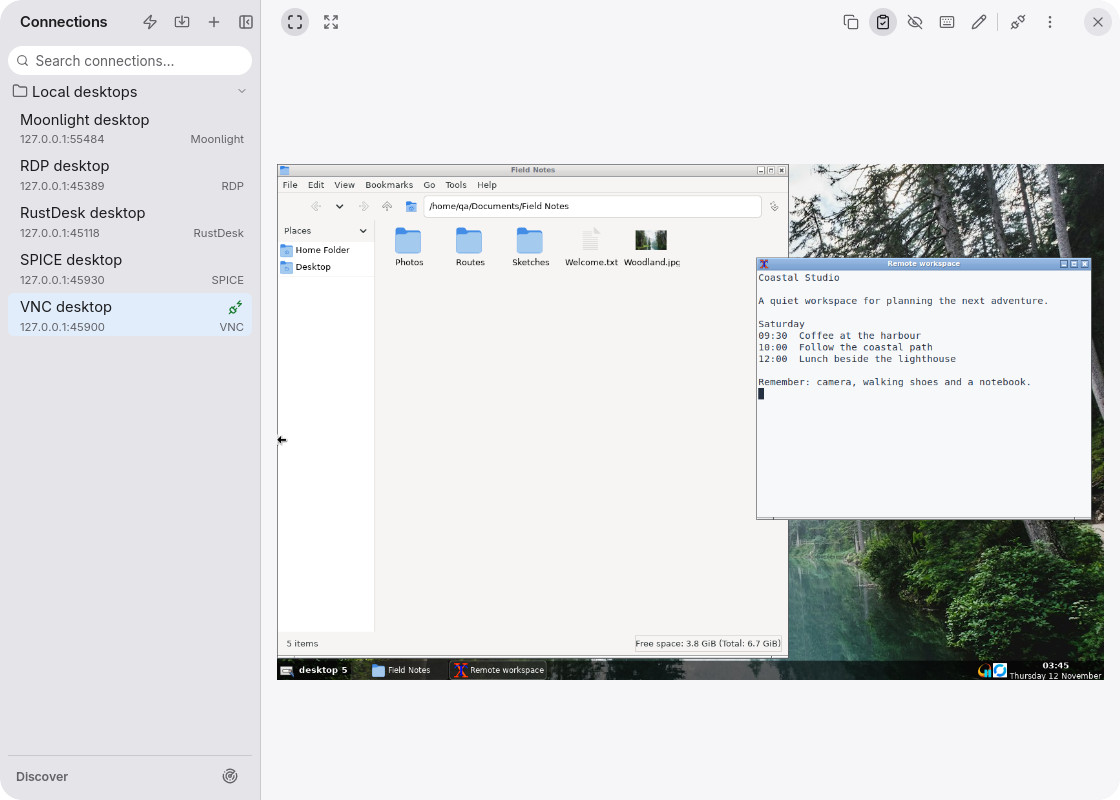 Connections
Search connections...
Local desktops
Moonlight desktop
127.0.0.1:55484 Moonlight
RDP desktop
127.0.0.1:45389 RDP
RustDesk desktop
127.0.0.1:45118 RustDesk
SPICE desktop
127.0.0.1:45930 SPICE
VNC desktop
127.0.0.1:45900 VNC
Discover
Field Notes
File Edit View Bookmarks Go Tools Help
/home/qa/Documents/Field Notes
Places
Home Folder
Desktop
Photos Routes Sketches Welcome.txt Woodland.jpg
5 items Free space: 3.8 GiB (Total: 6.7 GiB)
Remote workspace
Coastal Studio
A quiet workspace for planning the next adventure.
Saturday
09:30 Coffee at the harbour
10:00 Follow the coastal path
12:00 Lunch beside the lighthouse
Remember: camera, walking shoes and a notebook.
desktop 5 Field Notes Remote workspace
03:45
Thursday 12 November